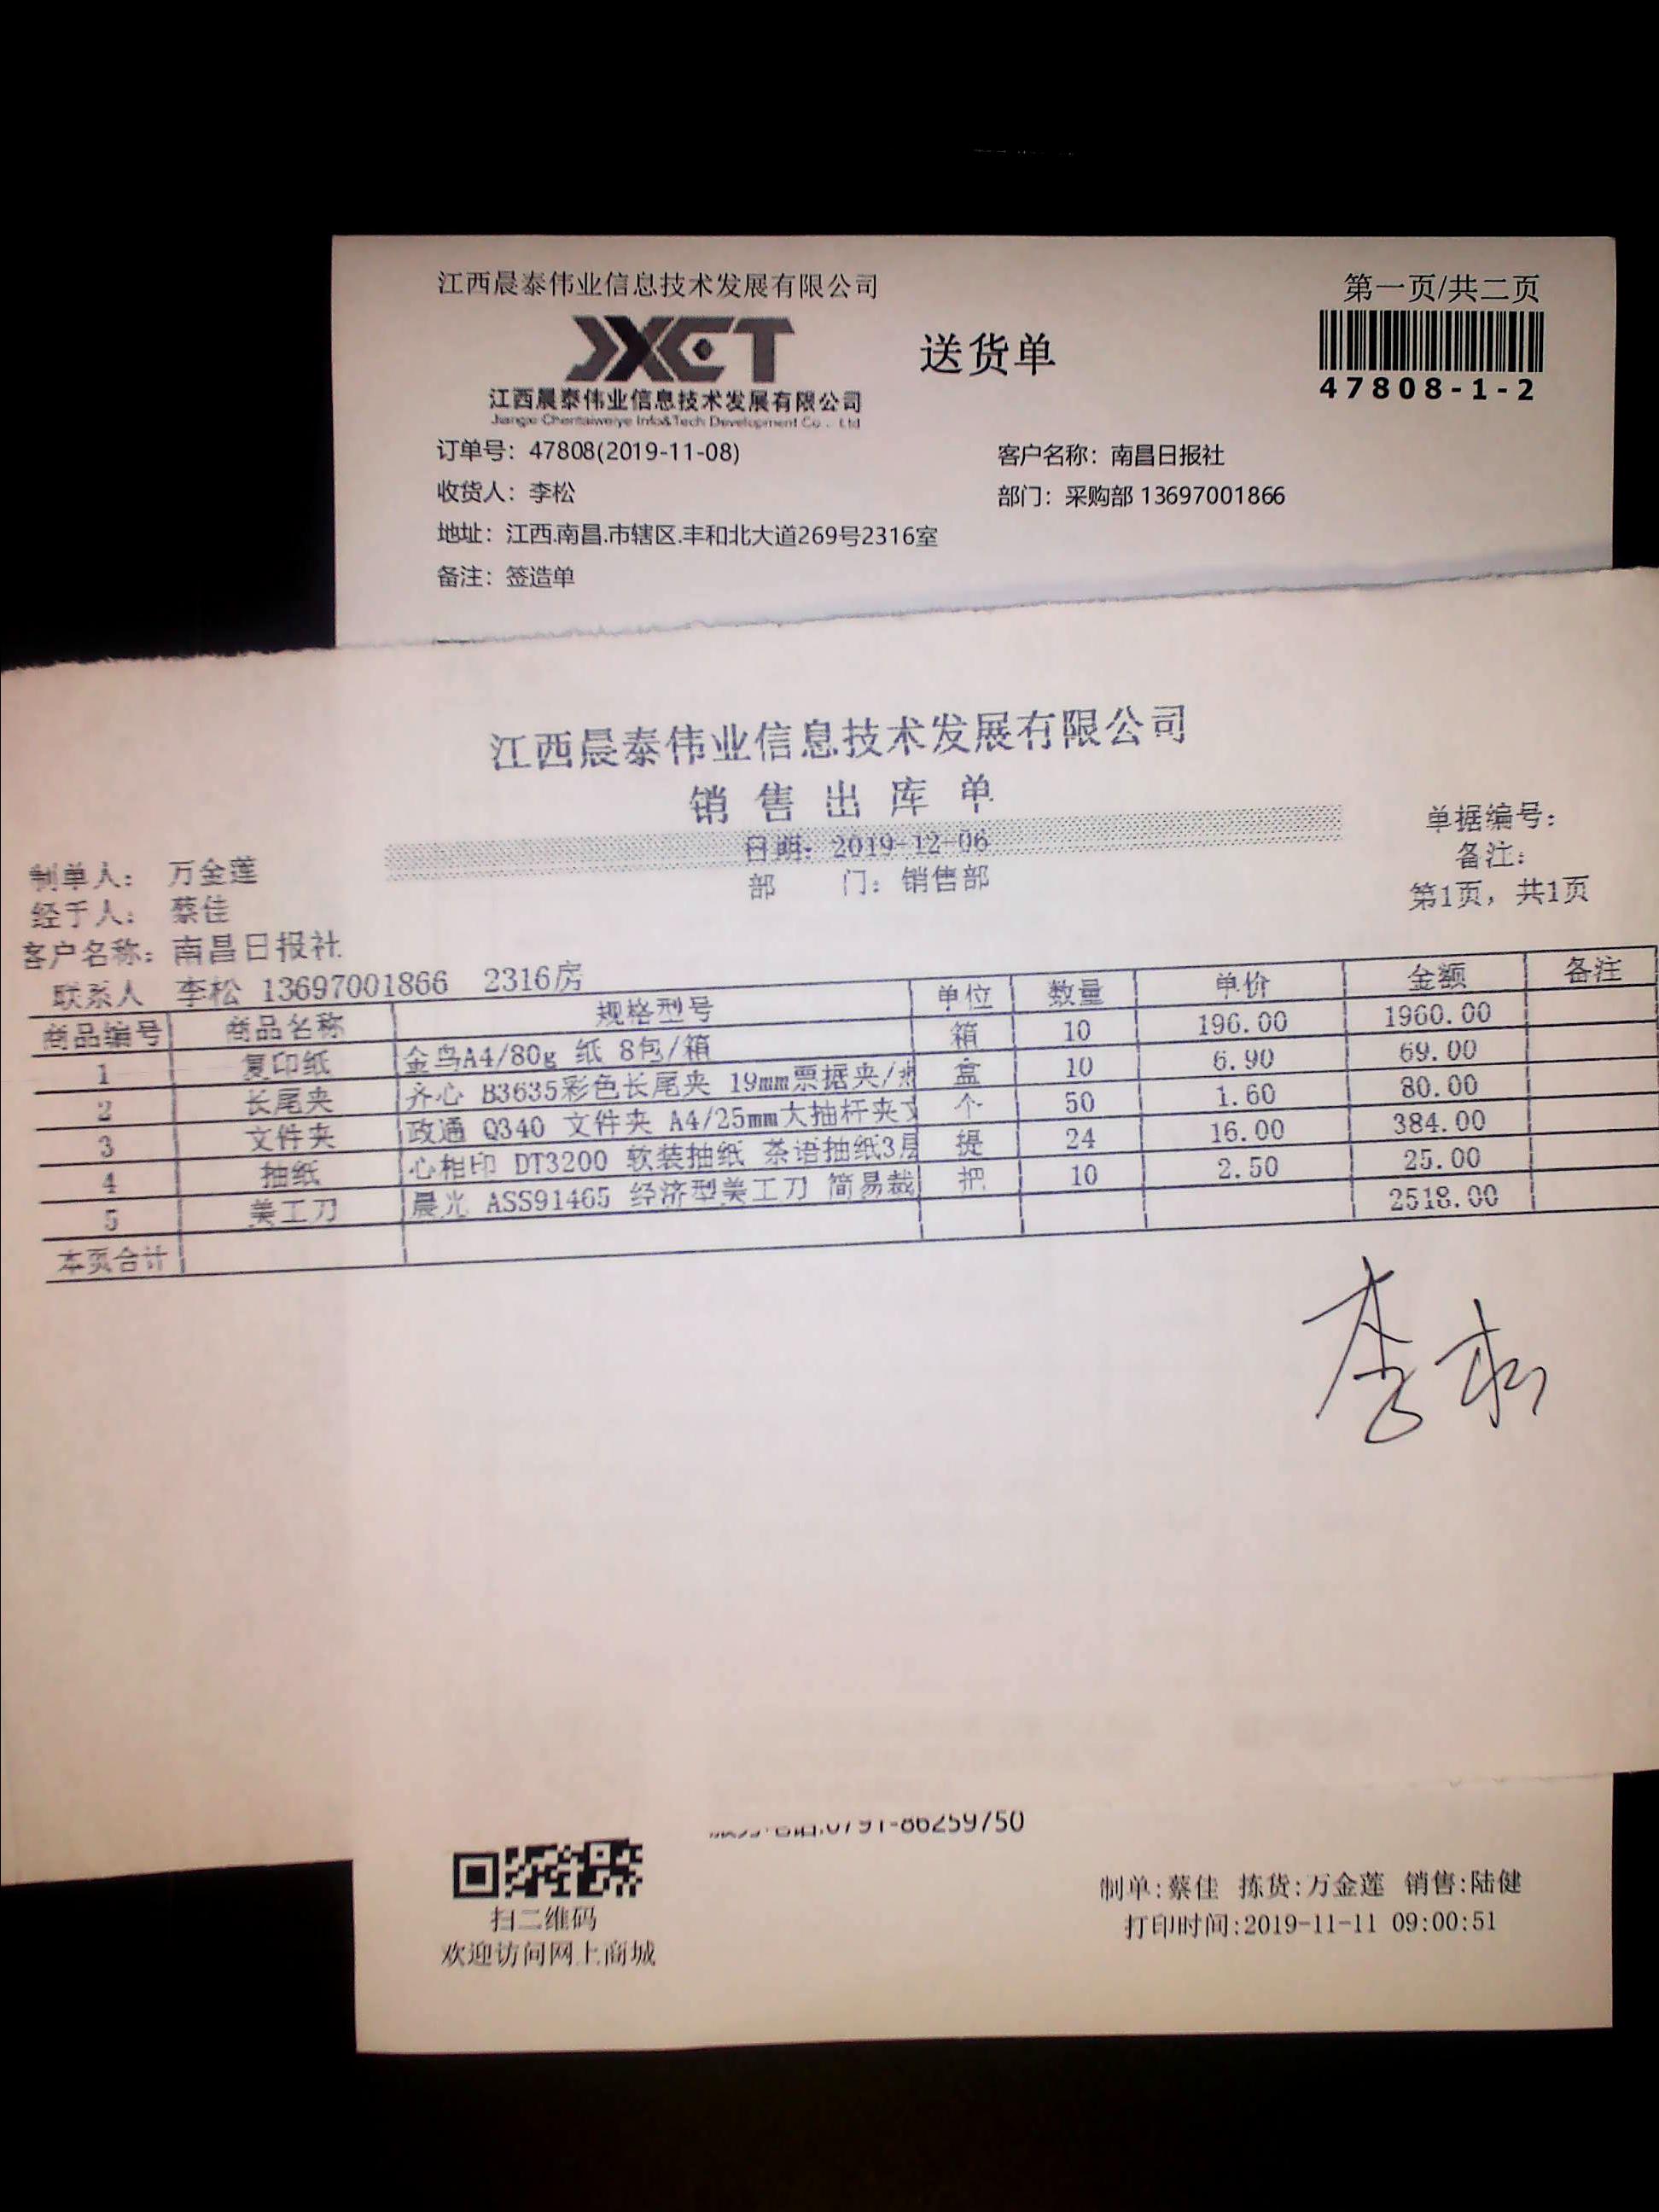 江西晨泰伟业信息技术发展有限公司
第一页/共二页
JXCT
送货单
江西晨泰伟业信息技术发展有限公司
Jiangxi Chentaiweiye Info&Tech Development Co., Ltd
47808-1-2
订单号：47808(2019-11-08)
客户名称：南昌日报社
收货人：李松
部门：采购部 13697001866
地址：江西.南昌.市辖区.丰和北大道269号2316室
备注：签造单
江西晨泰伟业信息技术发展有限公司
销售出库单
日期：2019-12-06
单据编号：
制单人：万金莲
部 门：销售部
备注：
经手人：蔡佳
第1页，共1页
客户名称：南昌日报社
联系人 李松 13697001866 2316房
商品编号 商品名称 规格型号 单位 数量 单价 金额 备注
1 复印纸 金鸟A4/80g 纸 8包/箱 箱 10 196.00 1960.00
2 长尾夹 齐心 B3635彩色长尾夹 19mm票据夹/ 盒 10 6.90 69.00
3 文件夹 政通 Q340 文件夹 A4/25mm大抽杆夹 个 50 1.60 80.00
4 抽纸 心相印 DT3200 软装抽纸 茶语抽纸3层 提 24 16.00 384.00
5 美工刀 晨光 ASS91465 经济型美工刀 简易裁 把 10 2.50 25.00
本页合计 2518.00
李松
0791-86259750
扫二维码
欢迎访问网上商城
制单:蔡佳 拣货:万金莲 销售:陆健
打印时间:2019-11-11 09:00:51